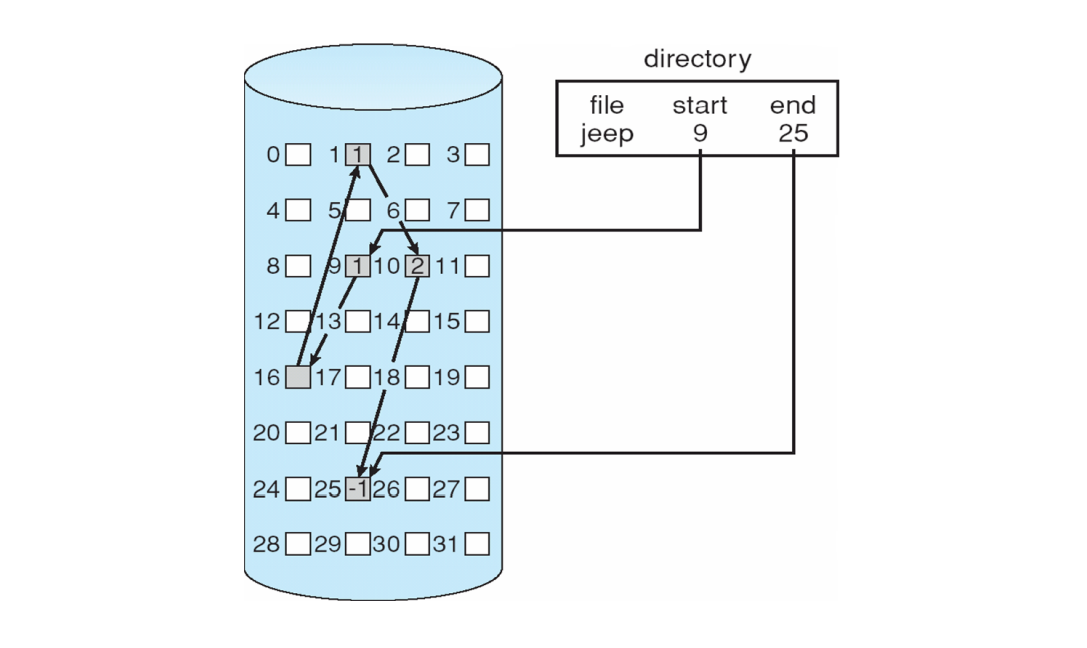 directory
file start end
jeep 9 25
0 1 1 2 3
4 5 6 7
8 9 1 10 2 11
12 13 14 15
16 17 18 19
20 21 22 23
24 25 -1 26 27
28 29 30 31